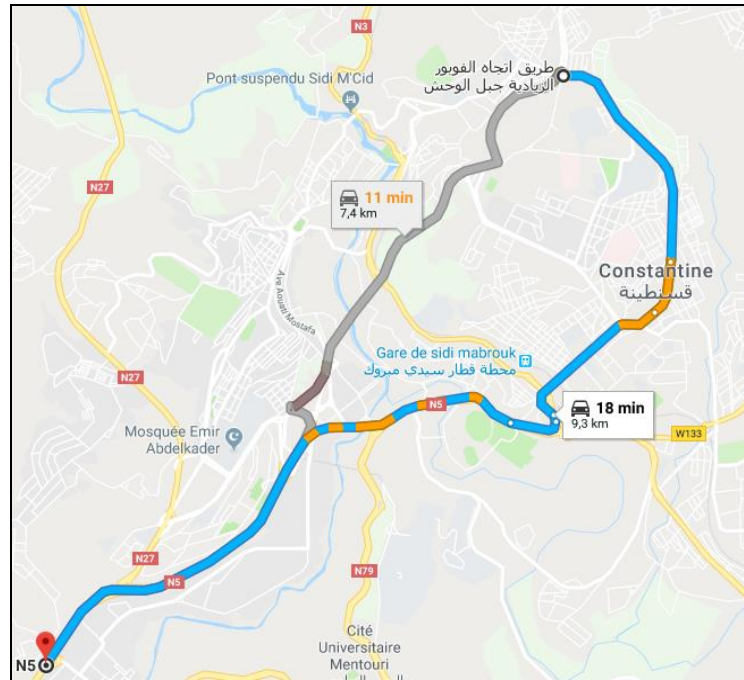 N3
طريق اتجاه الفوبور
الزيادية جبل الوحش
Pont suspendu Sidi M'Cid
N27
11 min
7,4 km
Constantine
قسنطينة
Ave Aouati Mostafa
Gare de sidi mabrouk
محطة قطار سيدي مبروك
N27
18 min
9,3 km
N5
W133
Mosquée Emir
Abdelkader
N27
N5
N79
N5
Cité
Universitaire
Mentouri